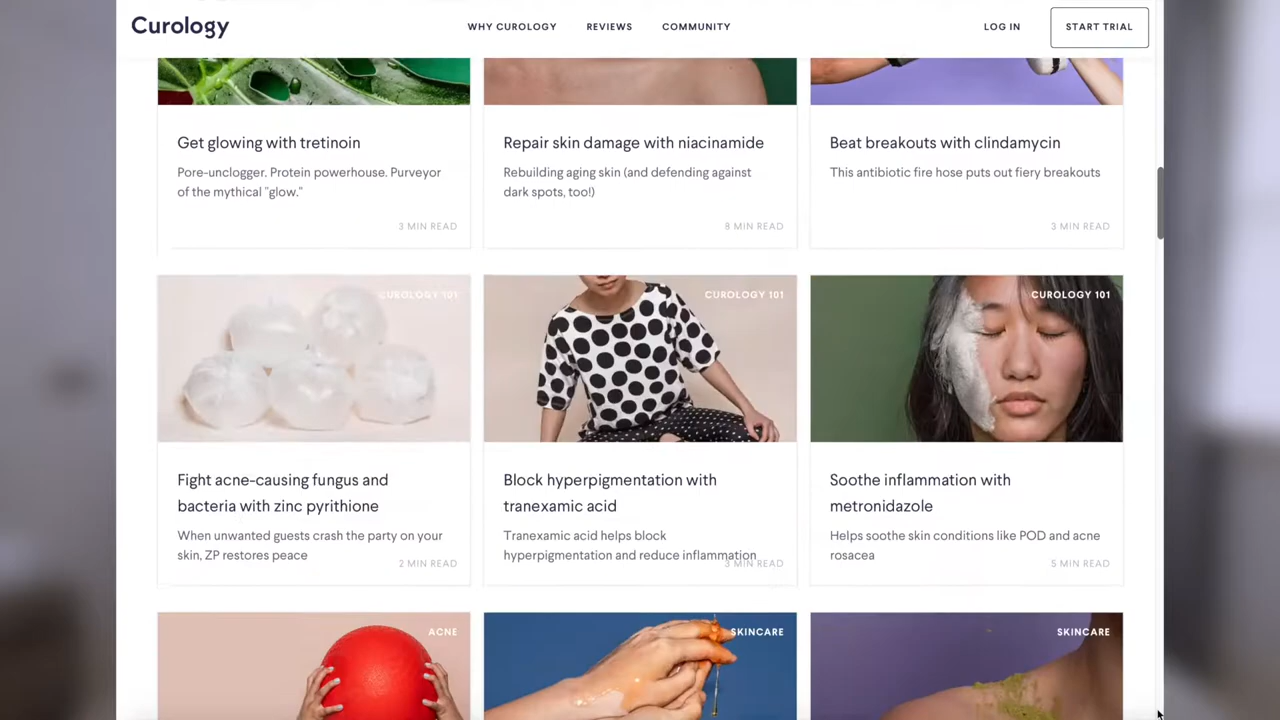 Curology
WHY CUROLOGY
REVIEWS
COMMUNITY
LOG IN
START TRIAL
Get glowing with tretinoin
Pore-unclogger. Protein powerhouse. Purveyor
of the mythical "glow."
3 MIN READ
Repair skin damage with niacinamide
Rebuilding aging skin (and defending against
dark spots, too!)
8 MIN READ
Beat breakouts with clindamycin
This antibiotic fire hose puts out fiery breakouts
3 MIN READ
CUROLOGY 101
Fight acne-causing fungus and
bacteria with zinc pyrithione
When unwanted guests crash the party on your
skin, ZP restores peace
2 MIN READ
CUROLOGY 101
Block hyperpigmentation with
tranexamic acid
Tranexamic acid helps block
hyperpigmentation and reduce inflammation
3 MIN READ
CUROLOGY 101
Soothe inflammation with
metronidazole
Helps soothe skin conditions like POD and acne
rosacea
5 MIN READ
ACNE
SKINCARE
SKINCARE